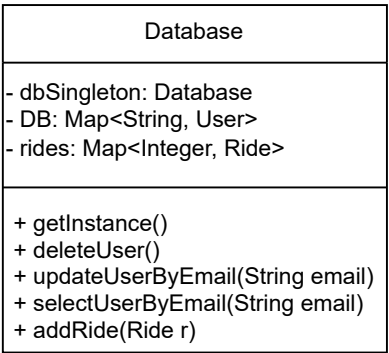 Database
- dbSingleton: Database
- DB: Map<String, User>
- rides: Map<Integer, Ride>
+ getInstance()
+ deleteUser()
+ updateUserByEmail(String email)
+ selectUserByEmail(String email)
+ addRide(Ride r)